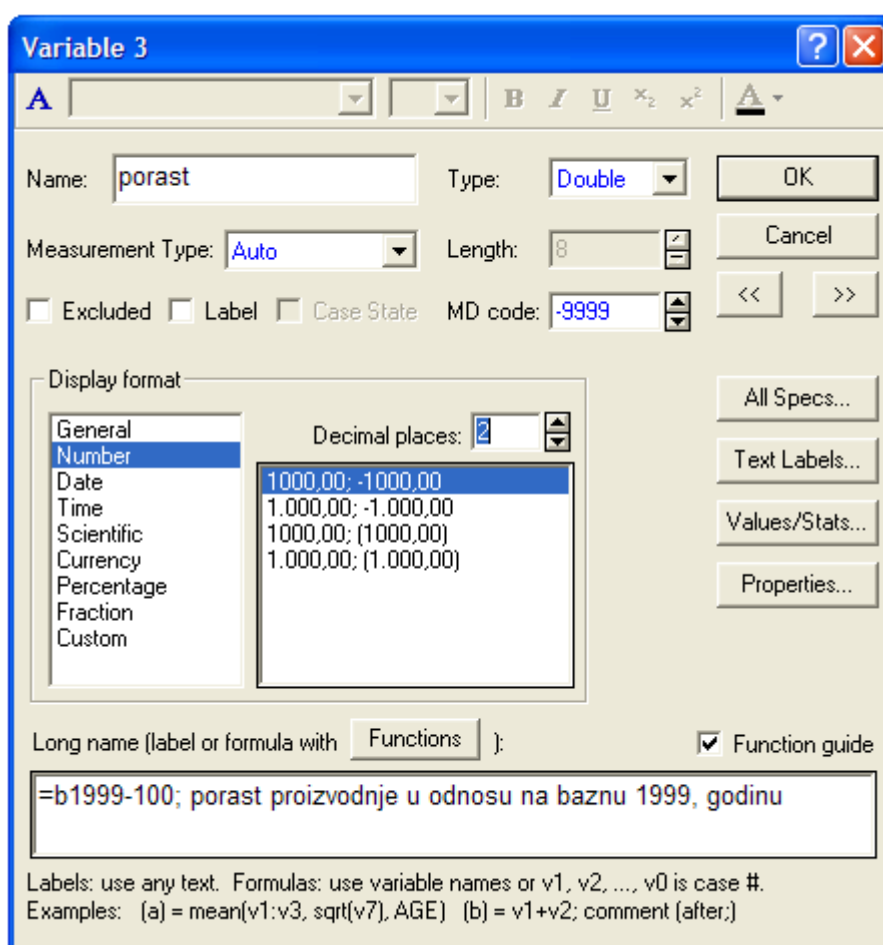 Variable 3
A B I U x₂ x² A
Name: porast Type: Double OK
Measurement Type: Auto Length: 8 Cancel
Excluded Label Case State MD code: -9999 << >>
Display format
All Specs...
General
Number
Date
Time
Scientific
Currency
Percentage
Fraction
Custom
Decimal places: 2
1000,00; -1000,00
1.000,00; -1.000,00
1000,00; (1000,00)
1.000,00; (1.000,00)
Text Labels...
Values/Stats...
Properties...
Long name (label or formula with Functions ): Function guide
=b1999-100; porast proizvodnje u odnosu na baznu 1999, godinu
Labels: use any text. Formulas: use variable names or v1, v2, ..., v0 is case #.
Examples: (a) = mean(v1:v3, sqrt(v7), AGE) (b) = v1+v2; comment (after;)